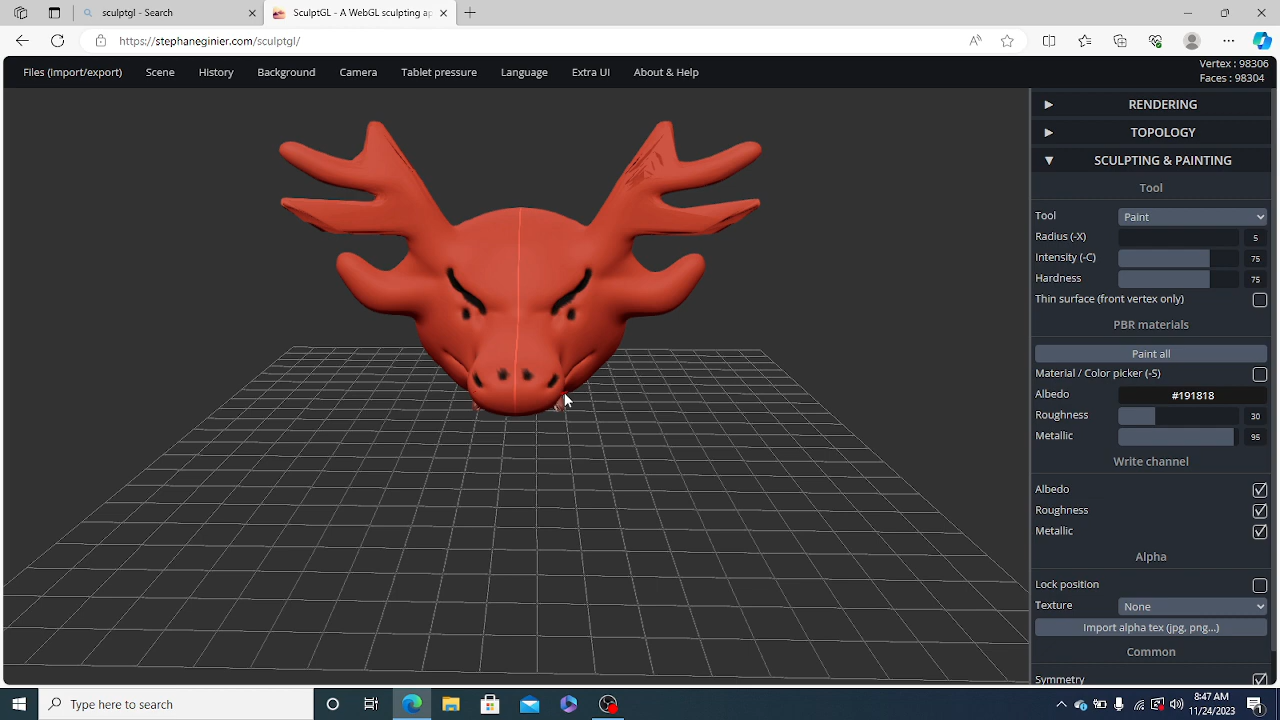 sculptgl - Search
SculptGL - A WebGL sculpting ap
https://stephaneginier.com/sculptgl/
Files (import/export) Scene History Background Camera Tablet pressure Language Extra UI About & Help
Vertex : 98306
Faces : 98304
RENDERING
TOPOLOGY
SCULPTING & PAINTING
Tool
Tool Paint
Radius (-X) 5
Intensity (-C) 75
Hardness 75
Thin surface (front vertex only)
PBR materials
Paint all
Material / Color picker (-S)
Albedo #191818
Roughness 30
Metallic 95
Write channel
Albedo
Roughness
Metallic
Alpha
Lock position
Texture None
Import alpha tex (jpg, png...)
Common
Symmetry
Type here to search
8:47 AM
11/24/2023